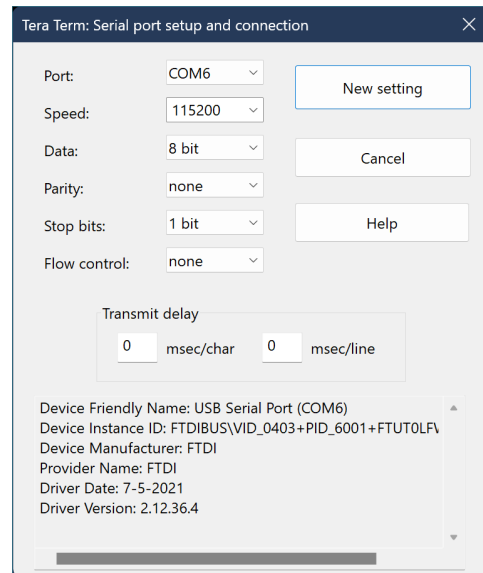 Tera Term: Serial port setup and connection
Port: COM6
New setting
Speed: 115200
Data: 8 bit
Cancel
Parity: none
Stop bits: 1 bit
Help
Flow control: none
Transmit delay
0 msec/char 0 msec/line
Device Friendly Name: USB Serial Port (COM6)
Device Instance ID: FTDIBUS\VID_0403+PID_6001+FTUT0LF
Device Manufacturer: FTDI
Provider Name: FTDI
Driver Date: 7-5-2021
Driver Version: 2.12.36.4